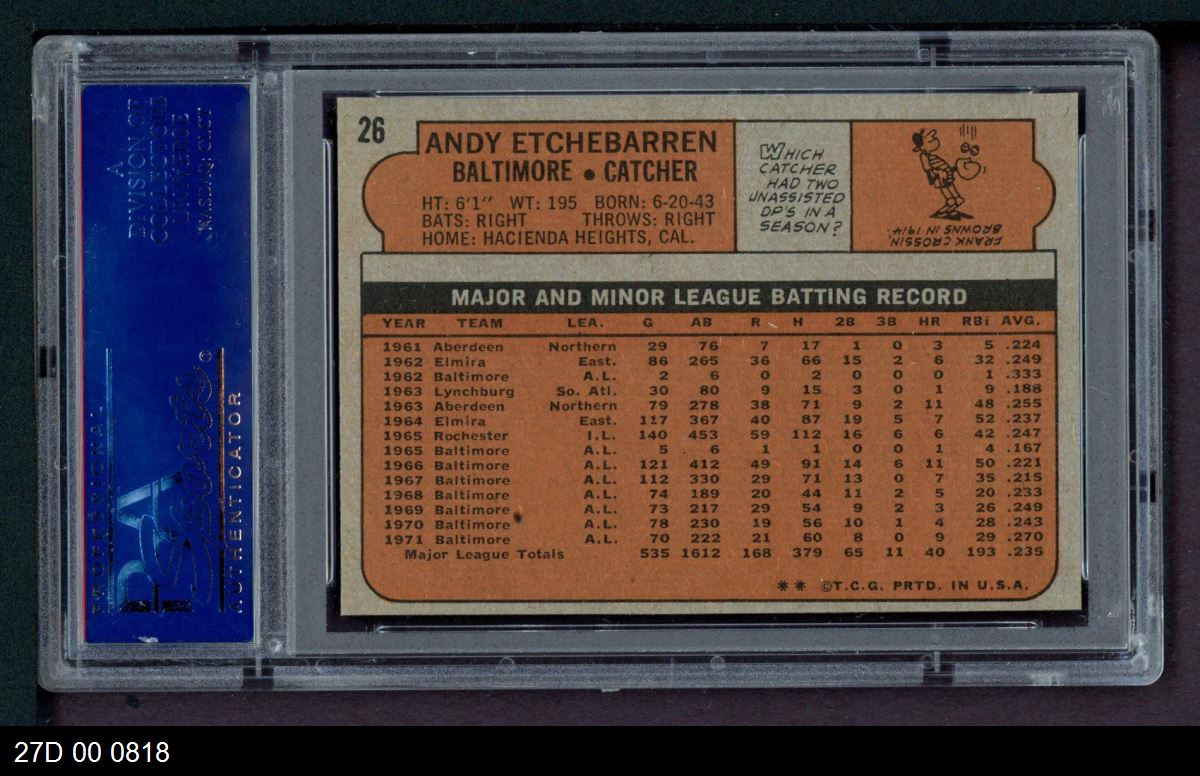 A
DIVISION OF
COLLECTORS
UNIVERSE
NASDAQ: CLCT
PROFESSIONAL
PSA
Sports®
AUTHENTICATOR
26
ANDY ETCHEBARREN
BALTIMORE • CATCHER
HT: 6'1" WT: 195 BORN: 6-20-43
BATS: RIGHT THROWS: RIGHT
HOME: HACIENDA HEIGHTS, CAL.
WHICH
CATCHER
HAD TWO
UNASSISTED
DP'S IN A
SEASON?
FRANK CROSSIN,
BROWNS IN 1914.
MAJOR AND MINOR LEAGUE BATTING RECORD
YEAR TEAM LEA. G AB R H 2B 3B HR RBi AVG.
1961 Aberdeen Northern 29 76 7 17 1 0 3 5 .224
1962 Elmira East. 86 265 36 66 15 2 6 32 .249
1962 Baltimore A.L. 2 6 0 2 0 0 0 1 .333
1963 Lynchburg So. Atl. 30 80 9 15 3 0 1 9 .188
1963 Aberdeen Northern 79 278 38 71 9 2 11 48 .255
1964 Elmira East. 117 367 40 87 19 5 7 52 .237
1965 Rochester I.L. 140 453 59 112 16 6 6 42 .247
1965 Baltimore A.L. 5 6 1 1 0 0 1 4 .167
1966 Baltimore A.L. 121 412 49 91 14 6 11 50 .221
1967 Baltimore A.L. 112 330 29 71 13 0 7 35 .215
1968 Baltimore A.L. 74 189 20 44 11 2 5 20 .233
1969 Baltimore A.L. 73 217 29 54 9 2 3 26 .249
1970 Baltimore A.L. 78 230 19 56 10 1 4 28 .243
1971 Baltimore A.L. 70 222 21 60 8 0 9 29 .270
Major League Totals 535 1612 168 379 65 11 40 193 .235
** ©T.C.G. PRTD. IN U.S.A.
27D 00 0818